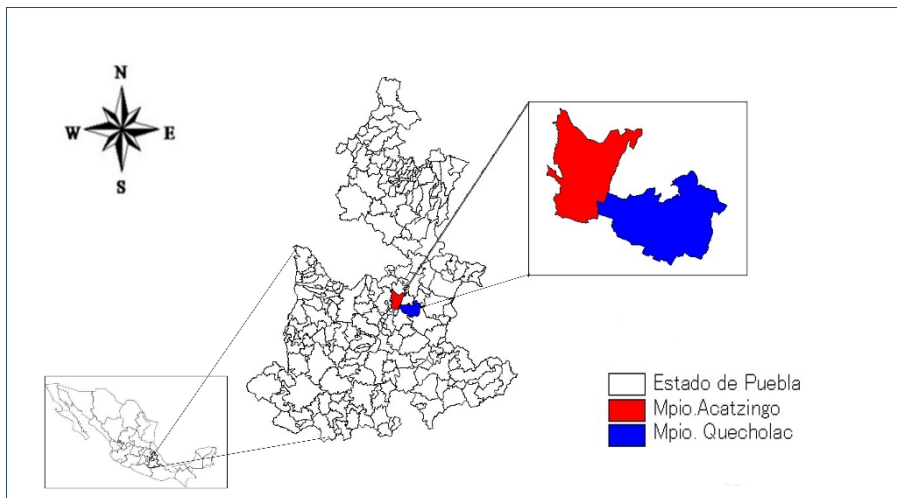 N
W E
S
Estado de Puebla
Mpio.Acatzingo
Mpio. Quecholac